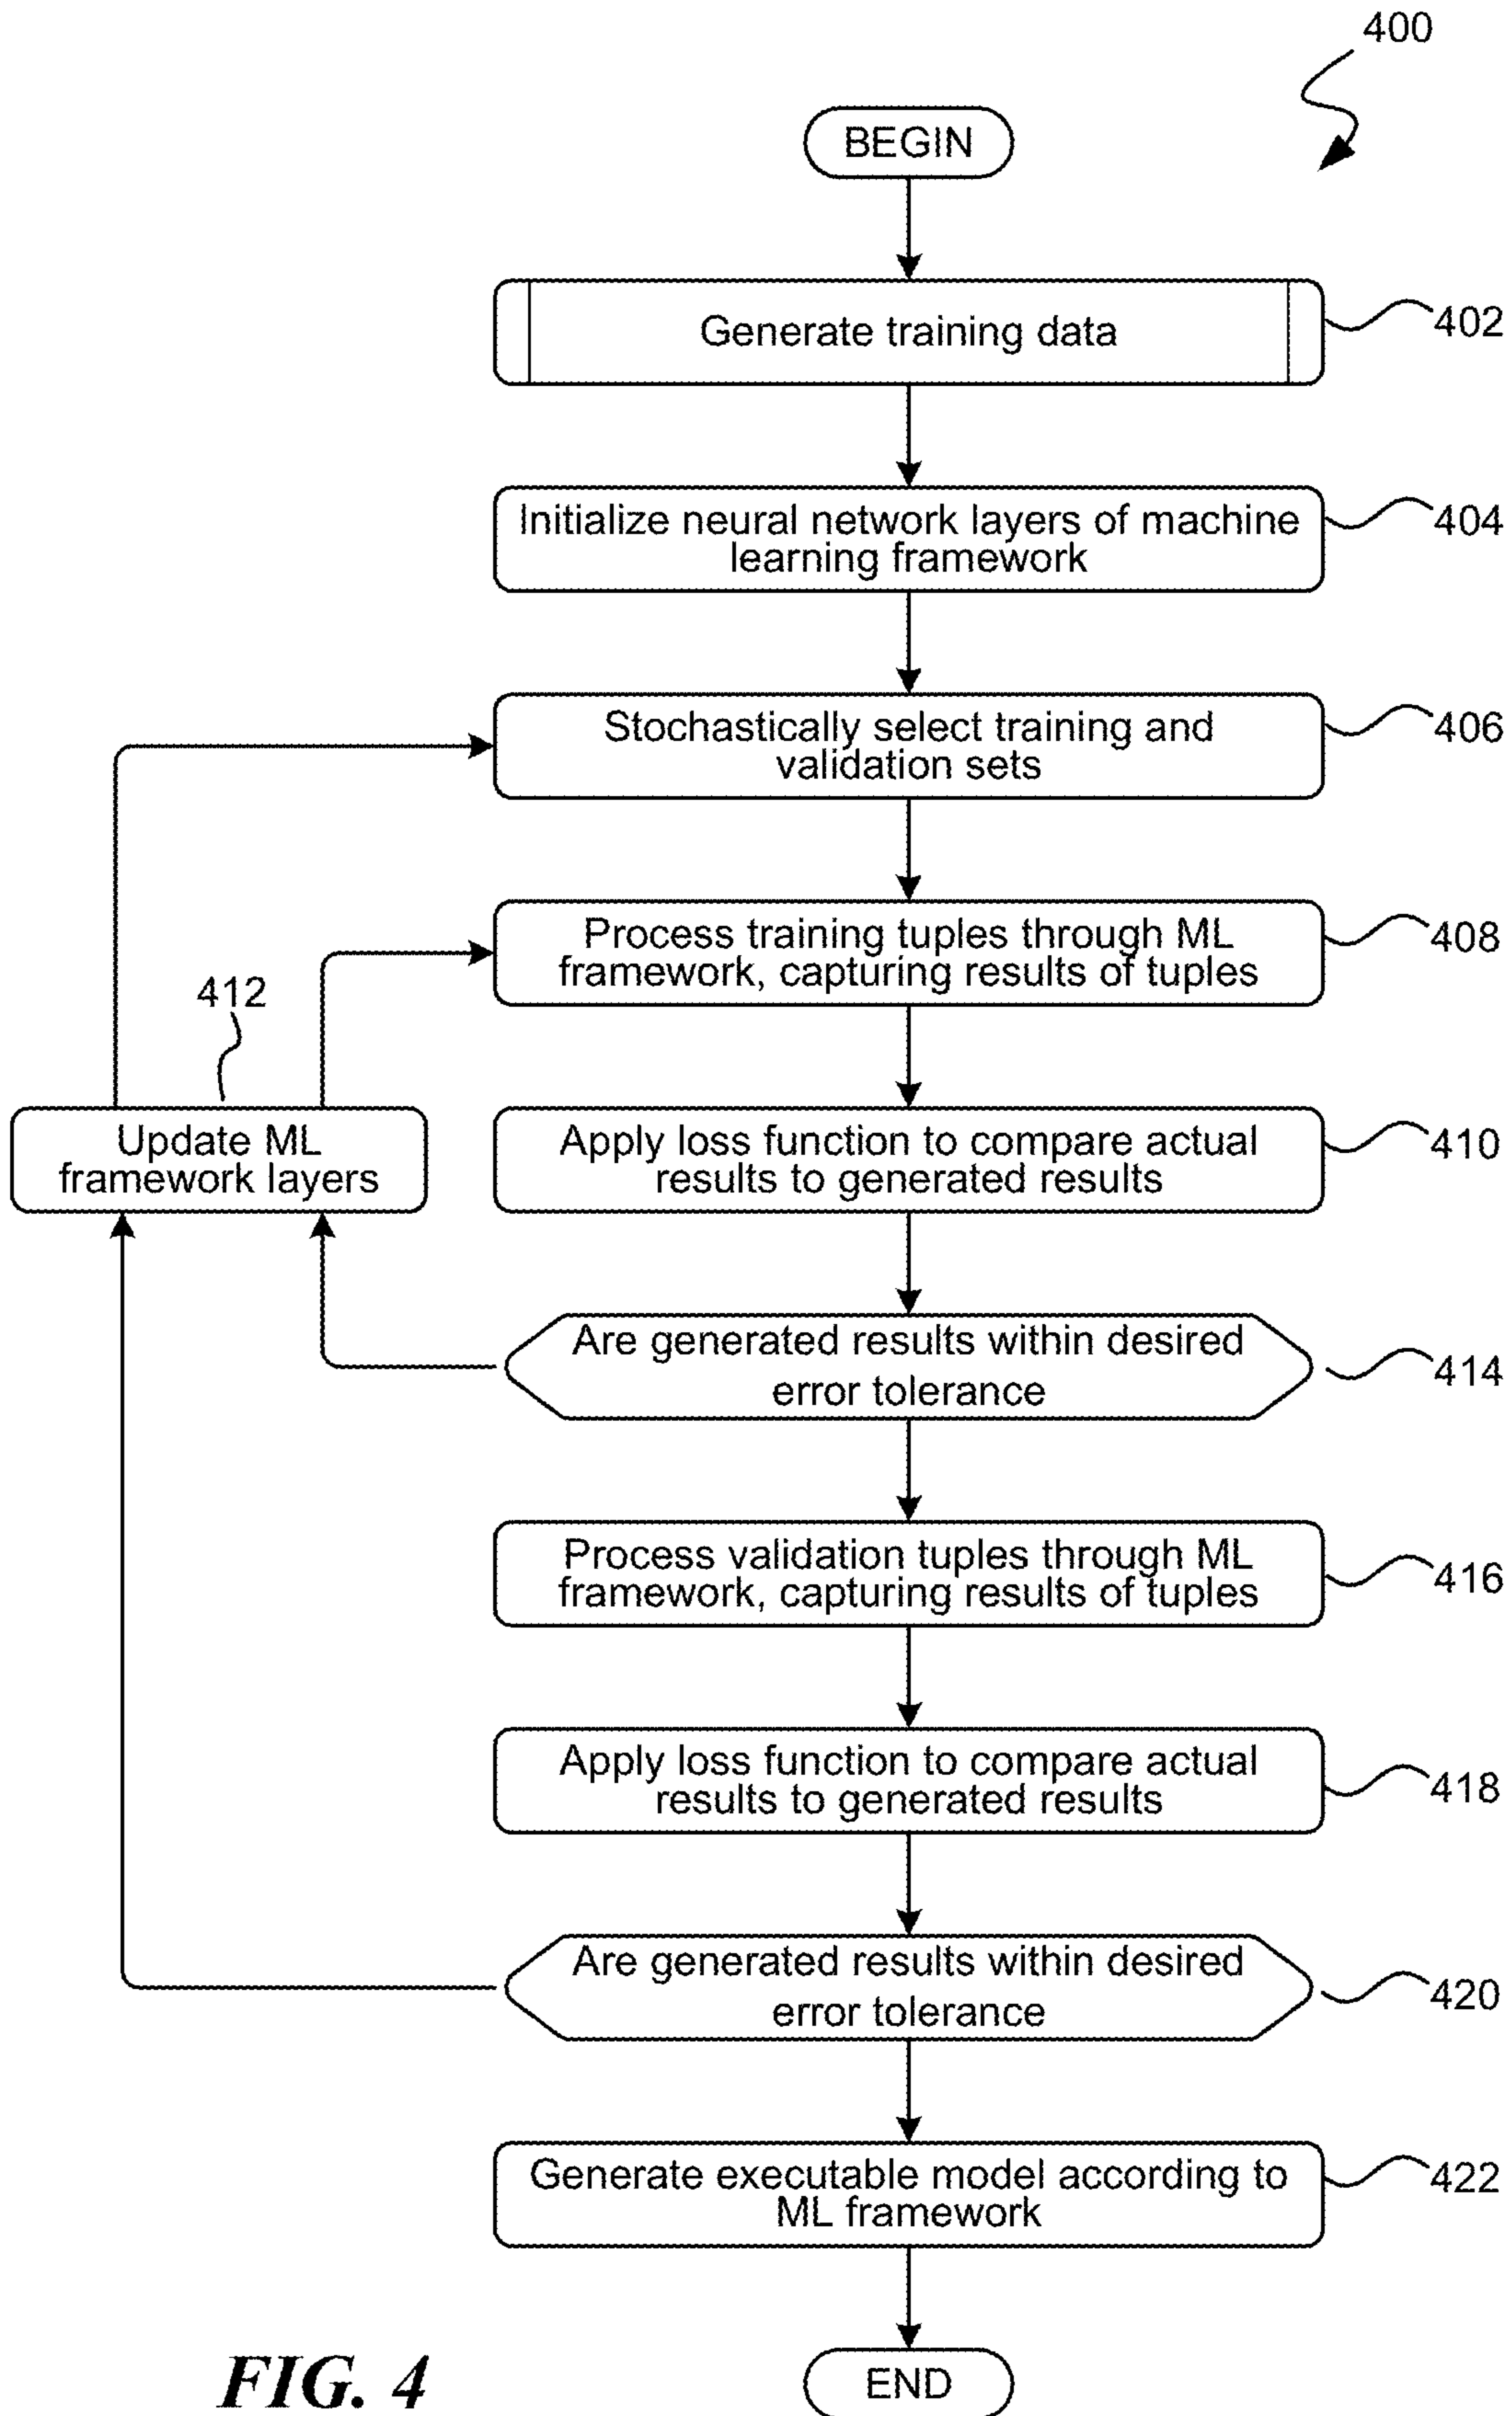 400
BEGIN
Generate training data
402
Initialize neural network layers of machine
learning framework
404
Stochastically select training and
validation sets
406
Process training tuples through ML
framework, capturing results of tuples
408
412
Update ML
framework layers
Apply loss function to compare actual
results to generated results
410
Are generated results within desired
error tolerance
414
Process validation tuples through ML
framework, capturing results of tuples
416
Apply loss function to compare actual
results to generated results
418
Are generated results within desired
error tolerance
420
Generate executable model according to
ML framework
422
END
FIG. 4